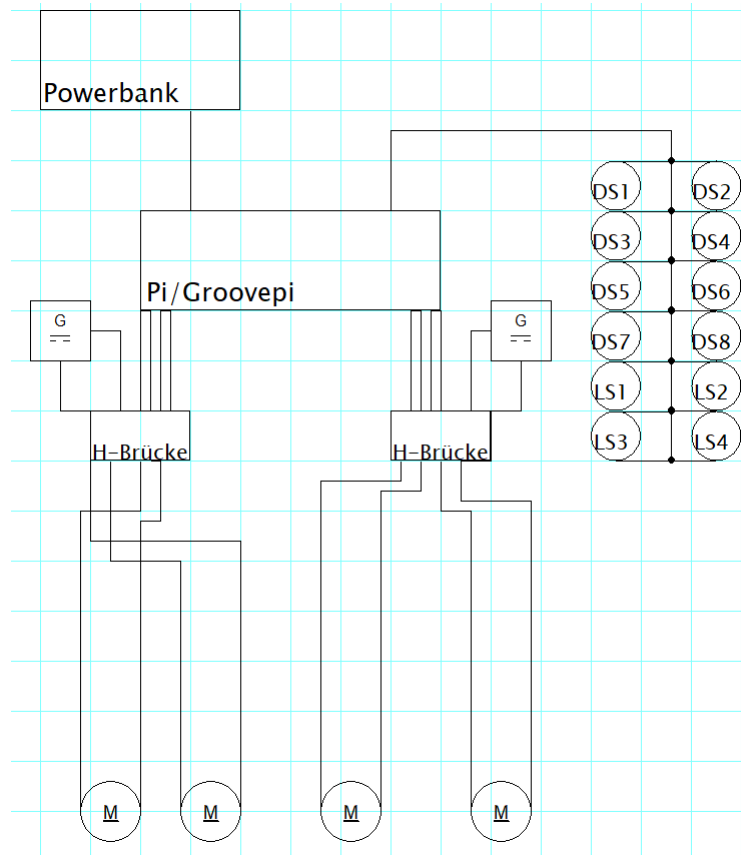 Powerbank
DS1 DS2
DS3 DS4
Pi/Groovepi
DS5 DS6
G G
DS7 DS8
LS1 LS2
H-Brücke H-Brücke
LS3 LS4
M M M M